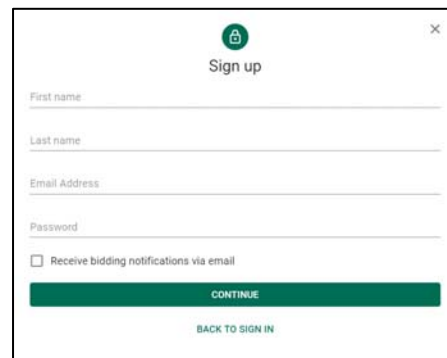 Sign up
First name
Last name
Email Address
Password
Receive bidding notifications via email
CONTINUE
BACK TO SIGN IN